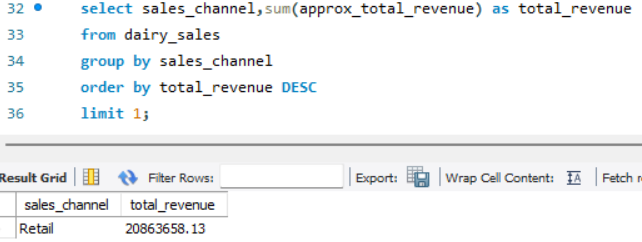 32 select sales_channel,sum(approx_total_revenue) as total_revenue
33 from dairy_sales
34 group by sales_channel
35 order by total_revenue DESC
36 limit 1;
Result Grid Filter Rows: Export: Wrap Cell Content: Fetch r
sales_channel total_revenue
Retail 20863658.13